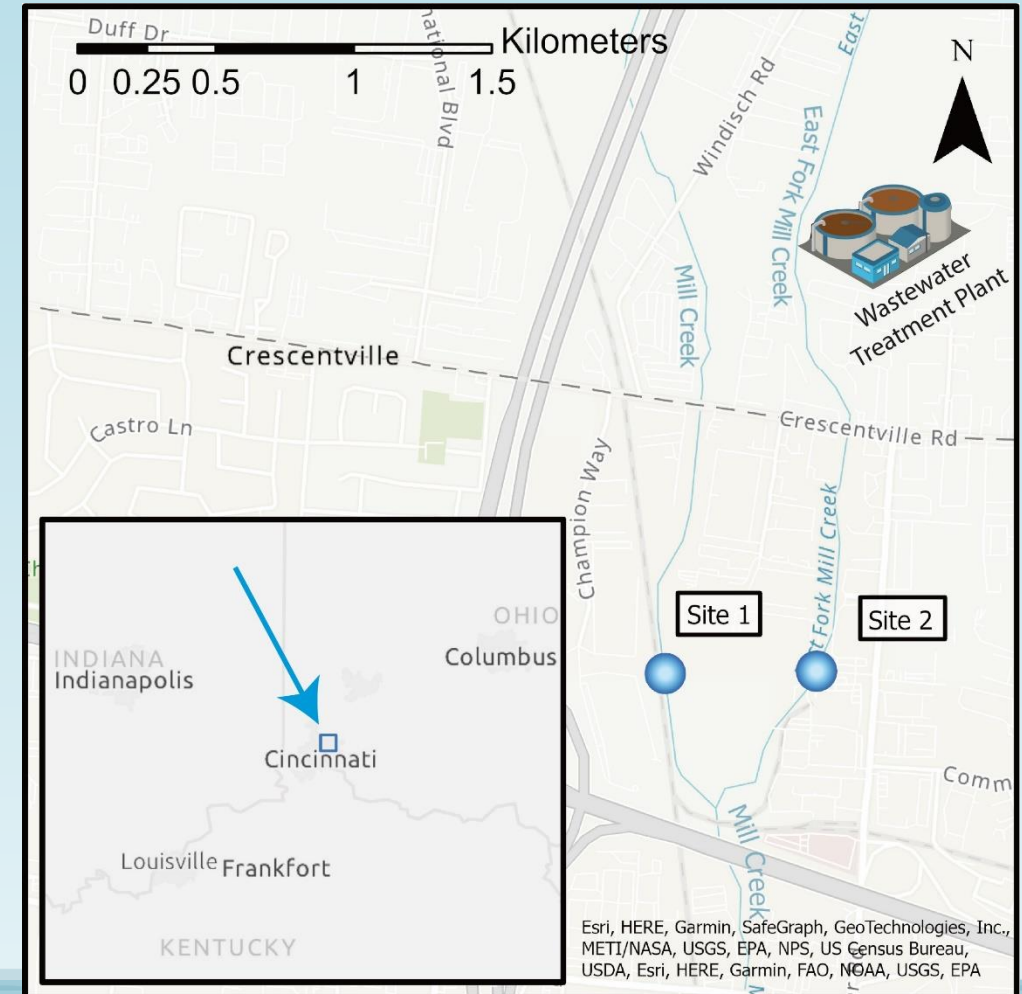 Duff Dr
national Blvd
Kilometers
0 0.25 0.5 1 1.5
N
Windisch Rd
East
East Fork Mill Creek
Mill Creek
Wastewater
Treatment Plant
Crescentville
Crescentville Rd
Castro Ln
Champion Way
Fork Mill Creek
Site 1
Site 2
OHIO
Columbus
INDIANA
Indianapolis
Cincinnati
Louisville
Frankfort
KENTUCKY
Comm
Mill Creek
Esri, HERE, Garmin, SafeGraph, GeoTechnologies, Inc.,
METI/NASA, USGS, EPA, NPS, US Census Bureau,
USDA, Esri, HERE, Garmin, FAO, NOAA, USGS, EPA